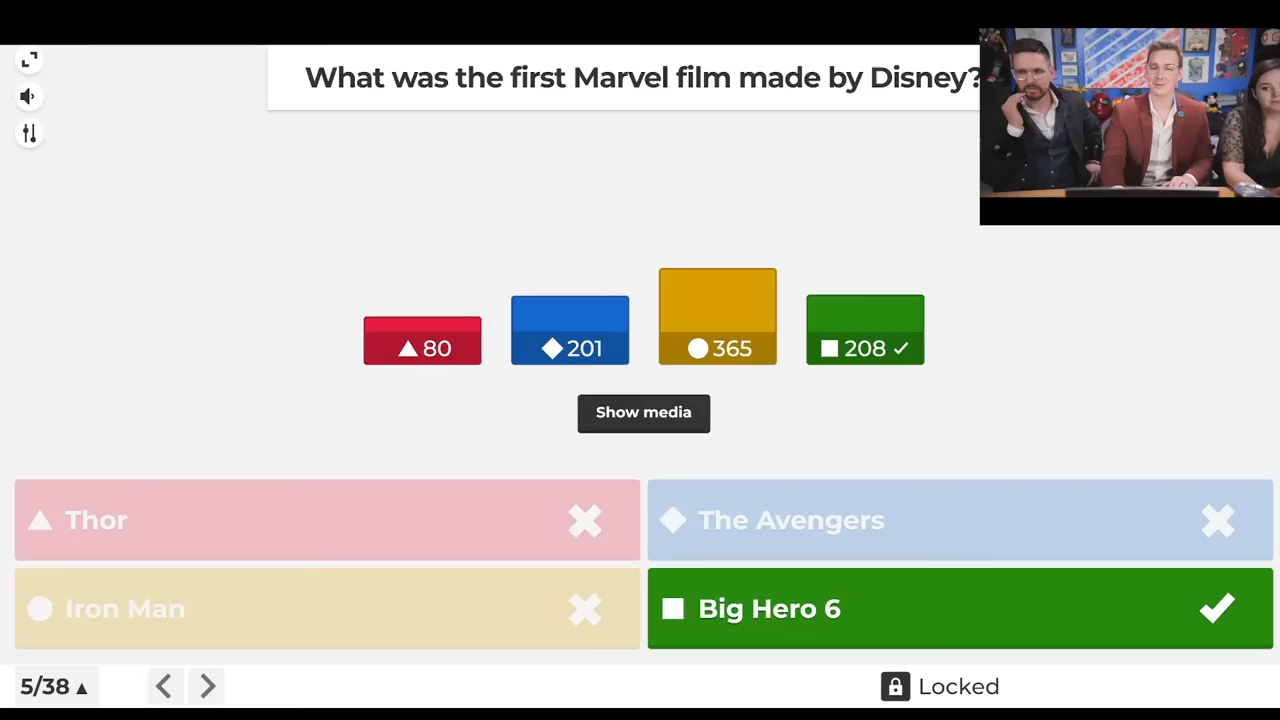 What was the first Marvel film made by Disney?
80
201
365
208
Show media
Thor
The Avengers
Iron Man
Big Hero 6
5/38
Locked